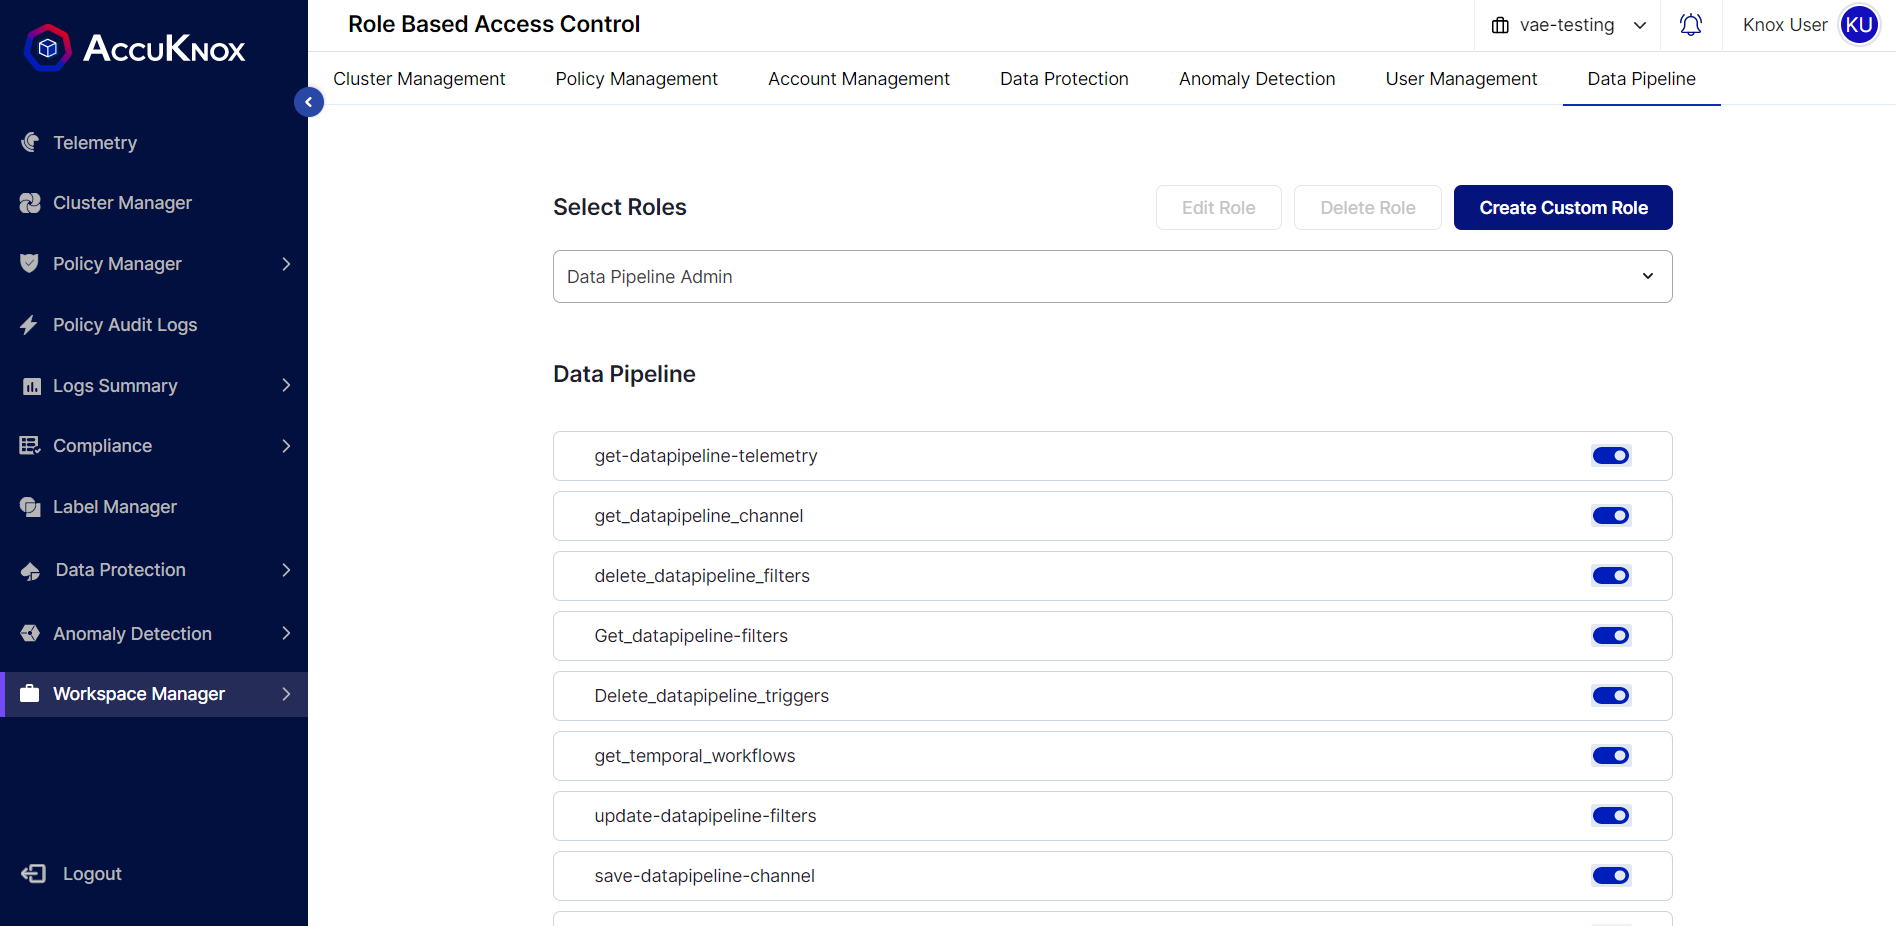 AccuKnox
Telemetry
Cluster Manager
Policy Manager
Policy Audit Logs
Logs Summary
Compliance
Label Manager
Data Protection
Anomaly Detection
Workspace Manager
Logout
Role Based Access Control
vae-testing
Knox User
KU
Cluster Management
Policy Management
Account Management
Data Protection
Anomaly Detection
User Management
Data Pipeline
Select Roles
Edit Role
Delete Role
Create Custom Role
Data Pipeline Admin
Data Pipeline
get-datapipeline-telemetry
get_datapipeline_channel
delete_datapipeline_filters
Get_datapipeline-filters
Delete_datapipeline_triggers
get_temporal_workflows
update-datapipeline-filters
save-datapipeline-channel